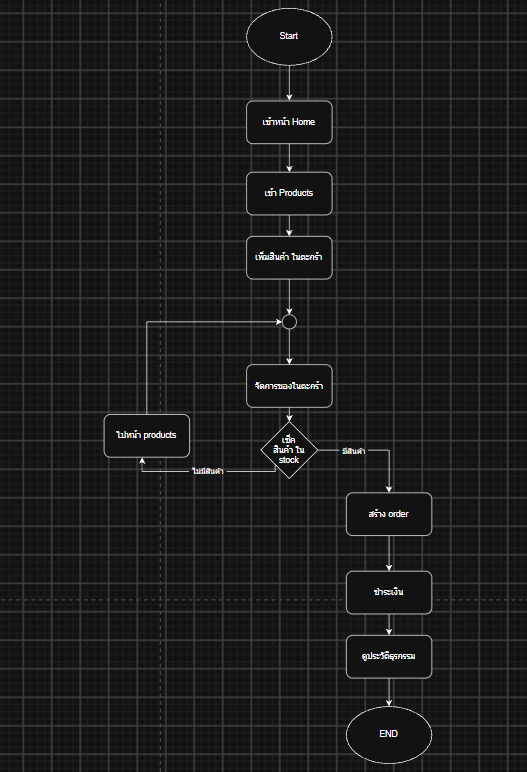 Start
เข้าหน้า Home
เข้า Products
เพิ่มสินค้า ในตะกร้า
จัดการของในตะกร้า
ไปหน้า products
เช็ค
สินค้า ใน
stock
มีสินค้า
ไม่มีสินค้า
สร้าง order
ชำระเงิน
ดูประวัติธุรกรรม
END